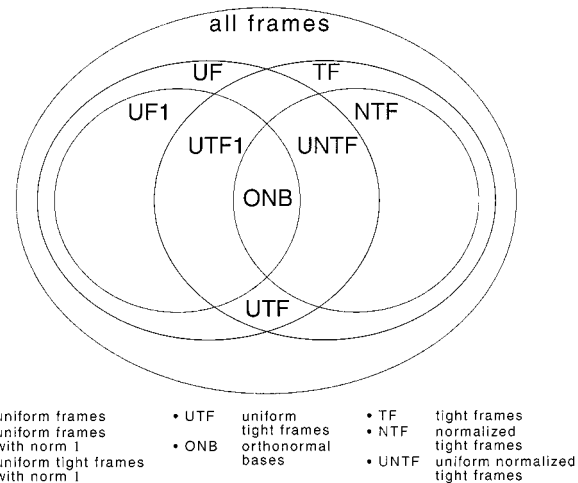 all frames
UF TF
UF1 NTF
UTF1 UNTF
ONB
UTF
uniform frames
uniform frames
with norm 1
uniform tight frames
with norm 1
• UTF uniform
tight frames
• ONB orthonormal
bases
• TF tight frames
• NTF normalized
tight frames
• UNTF uniform normalized
tight frames